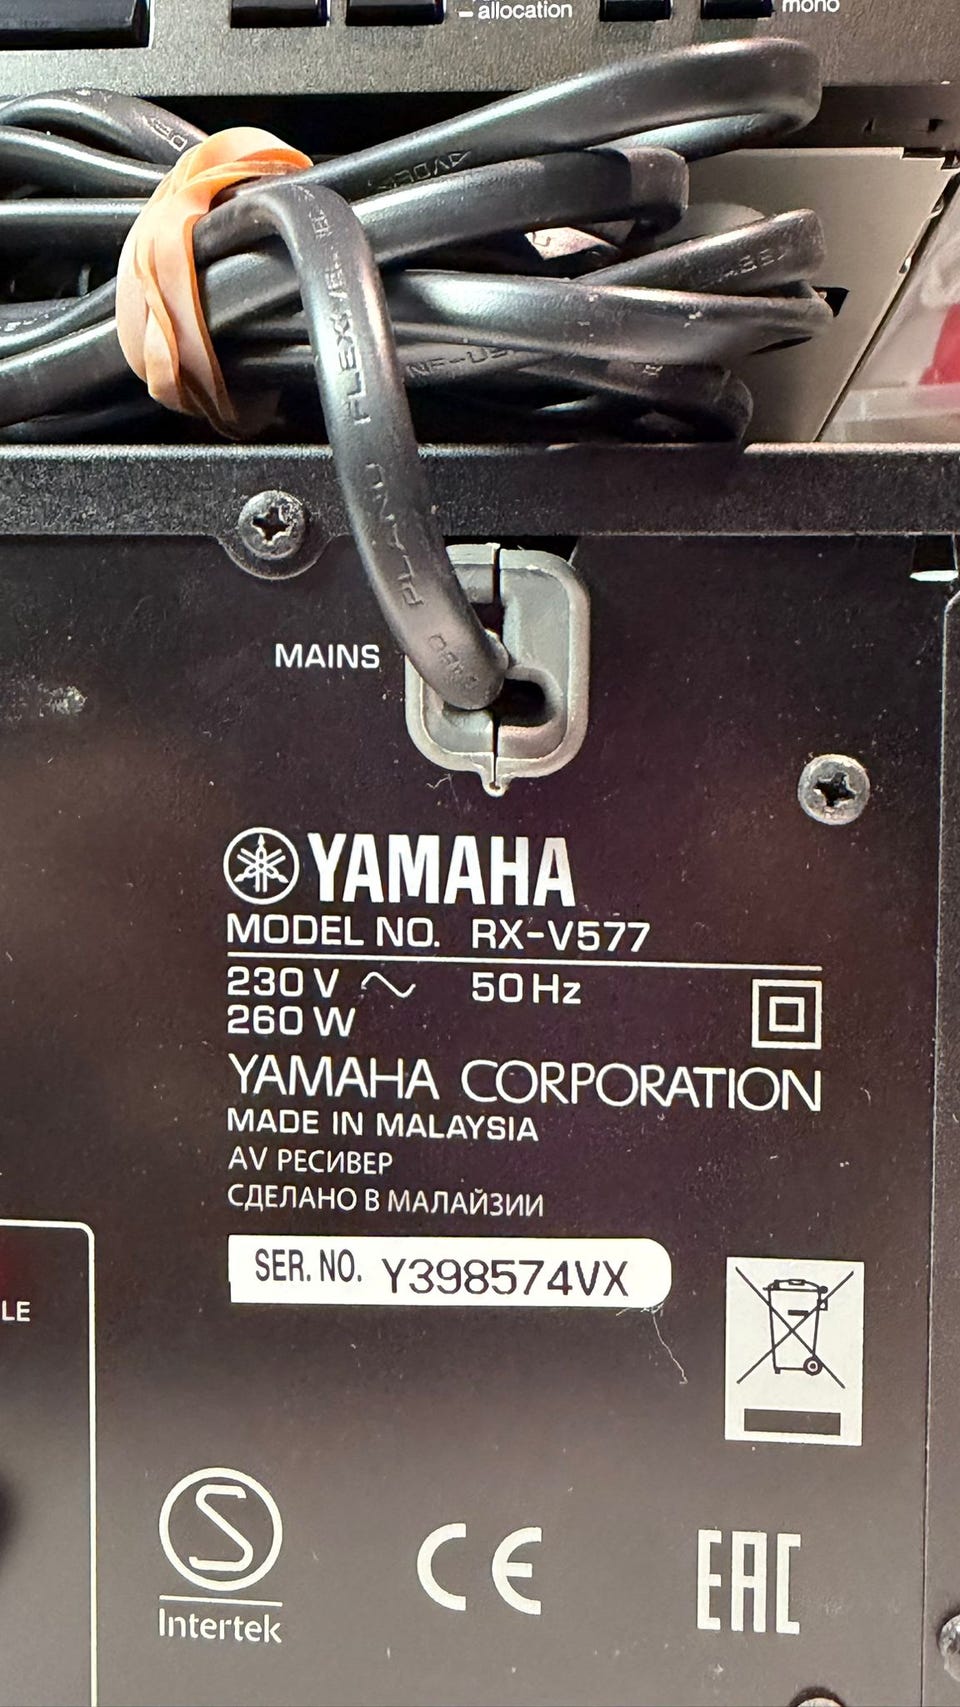 – allocation
mono
FLEX
MAINS
YAMAHA
MODEL NO. RX-V577
230 V ~ 50 Hz
260 W
YAMAHA CORPORATION
MADE IN MALAYSIA
AV РЕСИВЕР
СДЕЛАНО В МАЛАЙЗИИ
SER. NO. Y398574VX
LE
S
Intertek
CE
EAC